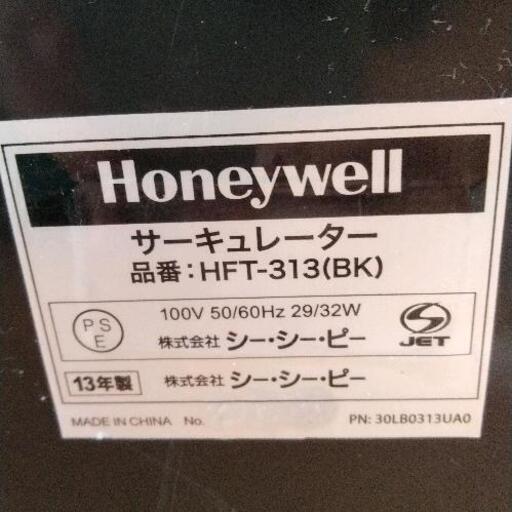 Honeywell
サーキュレーター
品番：HFT-313(BK)
PS
E
100V 50/60Hz 29/32W
株式会社 シー・シー・ピー
JET
13年製
株式会社 シー・シー・ピー
MADE IN CHINA No.
PN: 30LB0313UA0